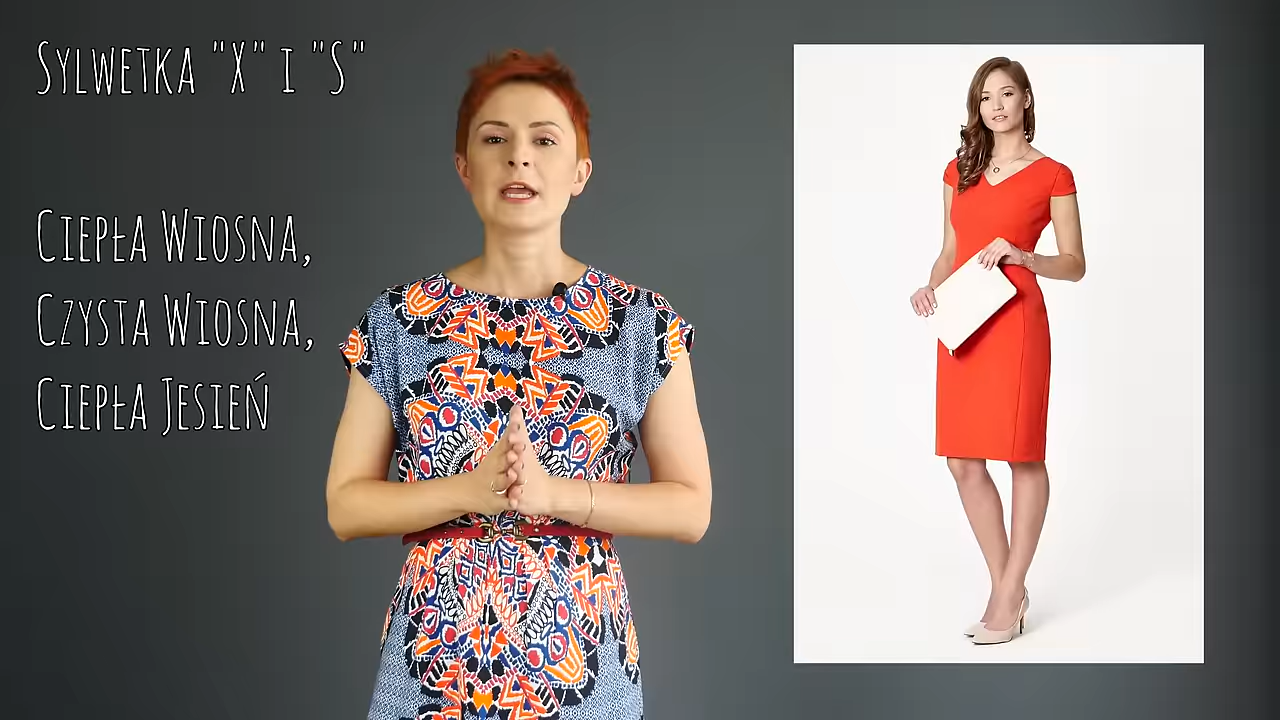 Sylwetka "X" i "S"
Ciepła Wiosna,
Czysta Wiosna,
Ciepła Jesień